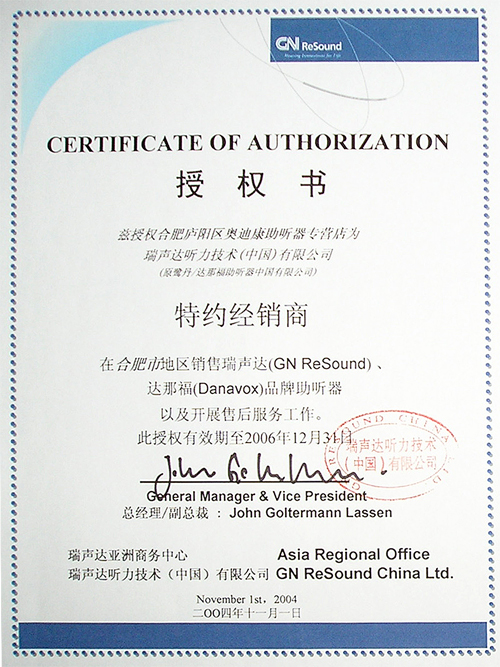 GN ReSound
CERTIFICATE OF AUTHORIZATION
授 权 书
兹授权合肥庐阳区奥迪康助听器专营店为
瑞声达听力技术(中国)有限公司
(原鹭丹/达那福助听器中国有限公司)
特约经销商
在合肥市地区销售瑞声达(GN ReSound) 、
达那福(Danavox)品牌助听器
以及开展售后服务工作。
此授权有效期至2006年12月31日
GN RESOUND CHINA LTD.
瑞声达听力技术
（中国）有限公司
General Manager & Vice President
总经理/副总裁 ： John Goltermann Lassen
瑞声达亚洲商务中心 Asia Regional Office
瑞声达听力技术（中国）有限公司 GN ReSound China Ltd.
November 1st, 2004
二OO四年十一月一日